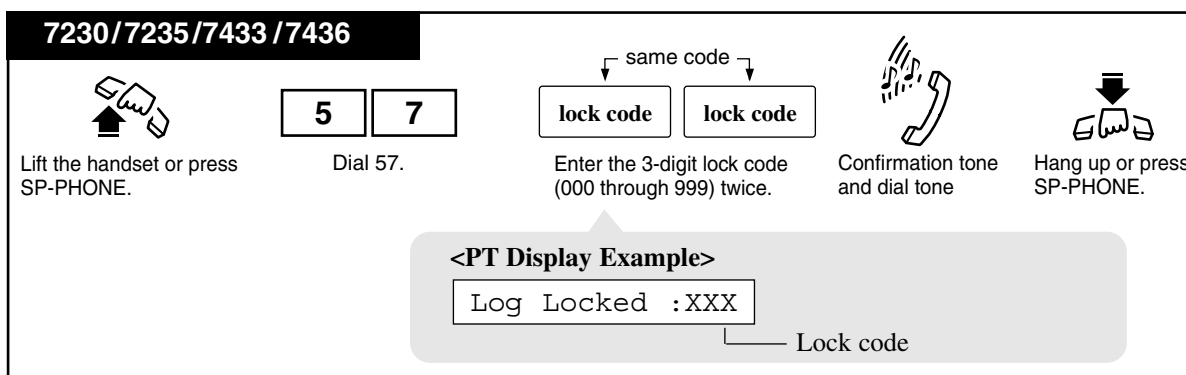 7230/7235/7433/7436
same code
5 7
lock code lock code
Lift the handset or press
SP-PHONE.
Dial 57.
Enter the 3-digit lock code
(000 through 999) twice.
Confirmation tone
and dial tone
Hang up or press
SP-PHONE.
<PT Display Example>
Log Locked :XXX
Lock code